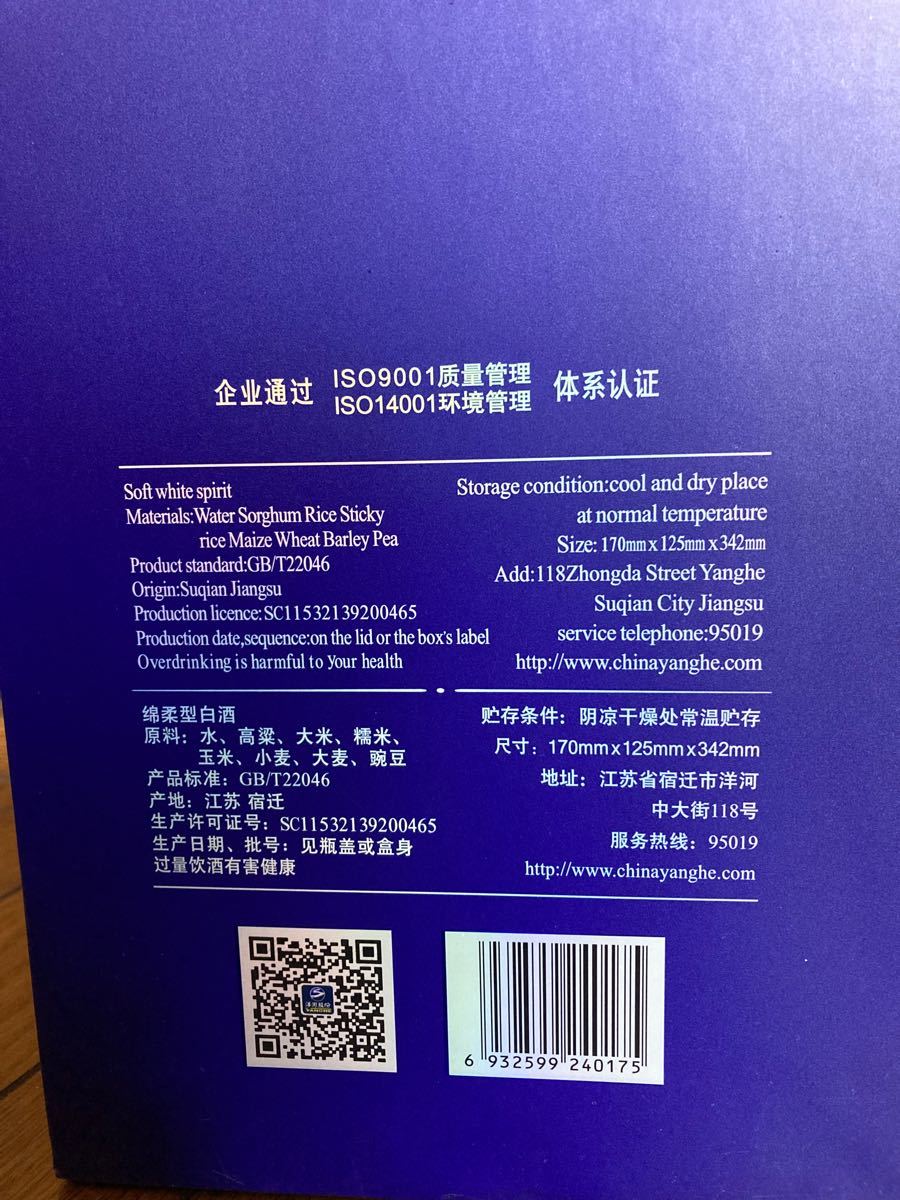 企业通过 ISO9001质量管理 体系认证
ISO14001环境管理
Soft white spirit
Materials:Water Sorghum Rice Sticky
rice Maize Wheat Barley Pea
Product standard:GB/T22046
Origin:Suqian Jiangsu
Production licence:SC11532139200465
Production date,sequence:on the lid or the box's label
Overdrinking is harmful to Your health
Storage condition:cool and dry place
at normal temperature
Size: 170mm x 125mm x 342mm
Add:118Zhongda Street Yanghe
Suqian City Jiangsu
service telephone:95019
http://www.chinayanghe.com
绵柔型白酒
原料：水、高粱、大米、糯米、
玉米、小麦、大麦、豌豆
产品标准：GB/T22046
产地：江苏 宿迁
生产许可证号：SC11532139200465
生产日期、批号：见瓶盖或盒身
过量饮酒有害健康
贮存条件：阴凉干燥处常温贮存
尺寸：170mm x 125mm x 342mm
地址：江苏省宿迁市洋河
中大街118号
服务热线：95019
http://www.chinayanghe.com
洋河股份
YANGHE
6 932599 240175